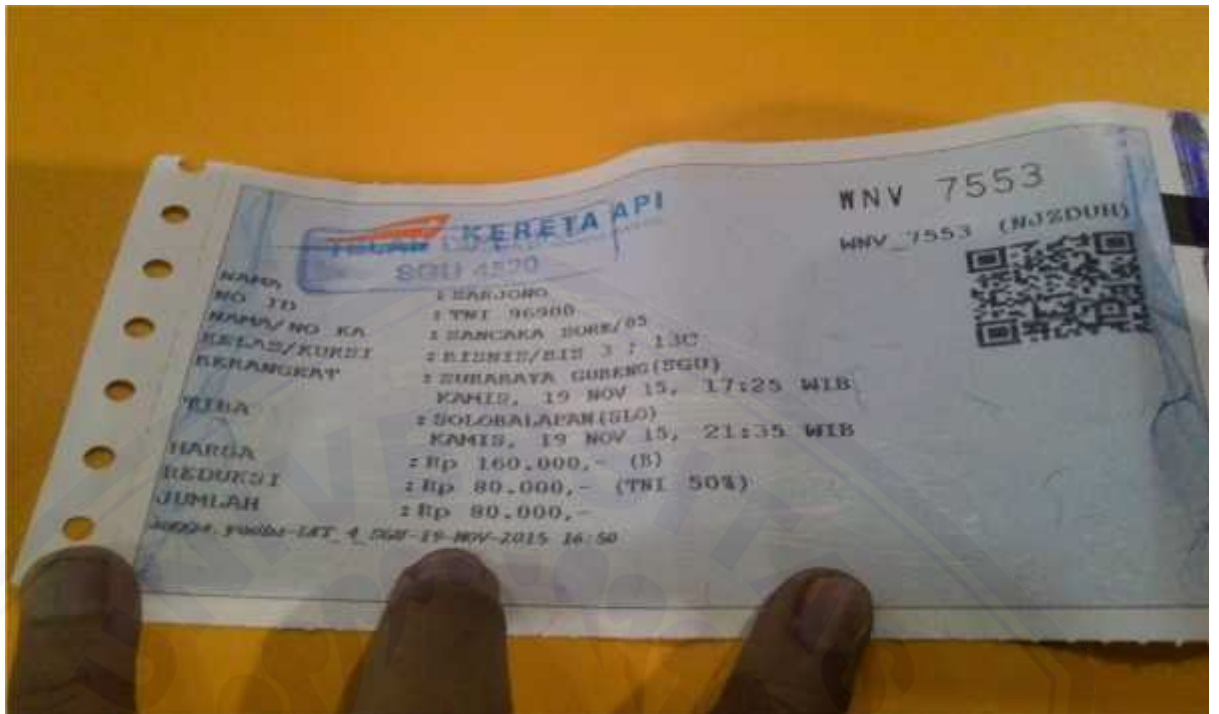 WNV 7553
KERETA API
WNV_7553 (NJZDUH)
SGU 4520
NAMA : SARJONO
NO ID : TNI 96900
NAMA/NO KA : SANCAKA SORE/85
KELAS/KURSI : BISNIS/BIS 3 / 13C
BERANGKAT : SURABAYA GUBENG(SGU)
KAMIS, 19 NOV 15, 17:25 WIB
TIBA : SOLOBALAPAN(SLO)
KAMIS, 19 NOV 15, 21:35 WIB
HARGA : Rp 160.000,- (B)
REDUKSI : Rp 80.000,- (TNI 50%)
JUMLAH : Rp 80.000,-
19-NOV-2015 16:50